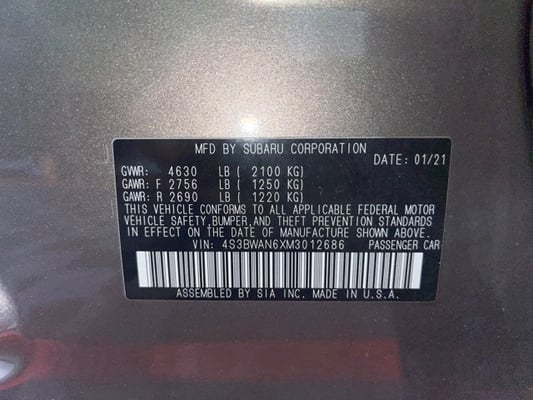 MFD BY SUBARU CORPORATION
DATE: 01/21
GVWR: 4630 LB ( 2100 KG)
GAWR: F 2756 LB ( 1250 KG)
GAWR: R 2690 LB ( 1220 KG)
THIS VEHICLE CONFORMS TO ALL APPLICABLE FEDERAL MOTOR
VEHICLE SAFETY,BUMPER,AND THEFT PREVENTION STANDARDS
IN EFFECT ON THE DATE OF MANUFACTURE SHOWN ABOVE.
VIN: 4S3BWAN6XM3012686 PASSENGER CAR
ASSEMBLED BY SIA INC. MADE IN U.S.A.